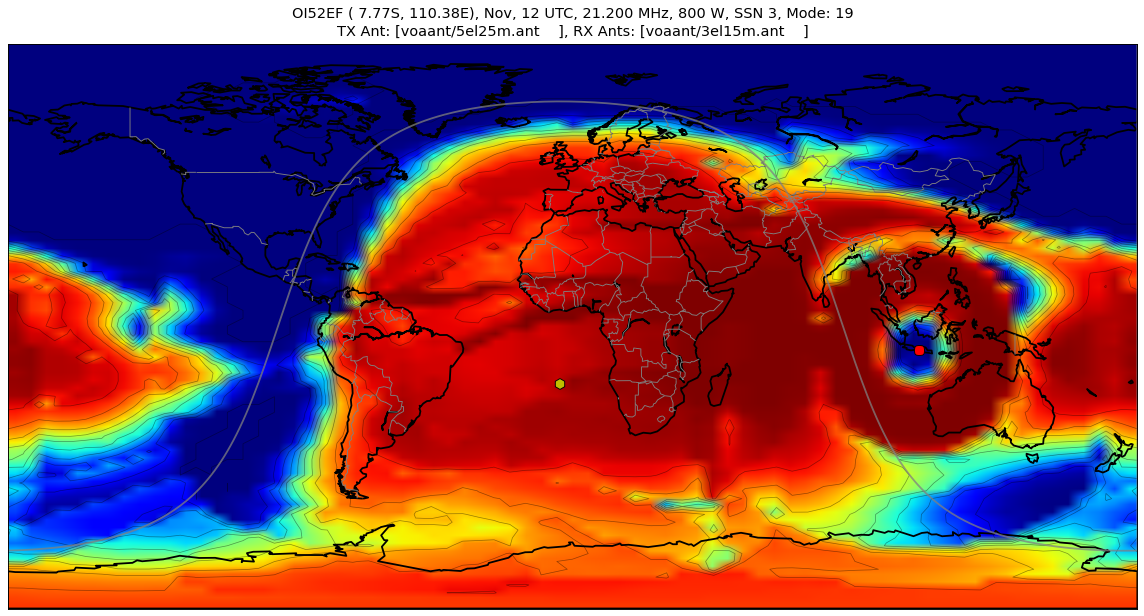 OI52EF ( 7.77S, 110.38E), Nov, 12 UTC, 21.200 MHz, 800 W, SSN 3, Mode: 19
TX Ant: [voaant/5el25m.ant    ], RX Ants: [voaant/3el15m.ant    ]